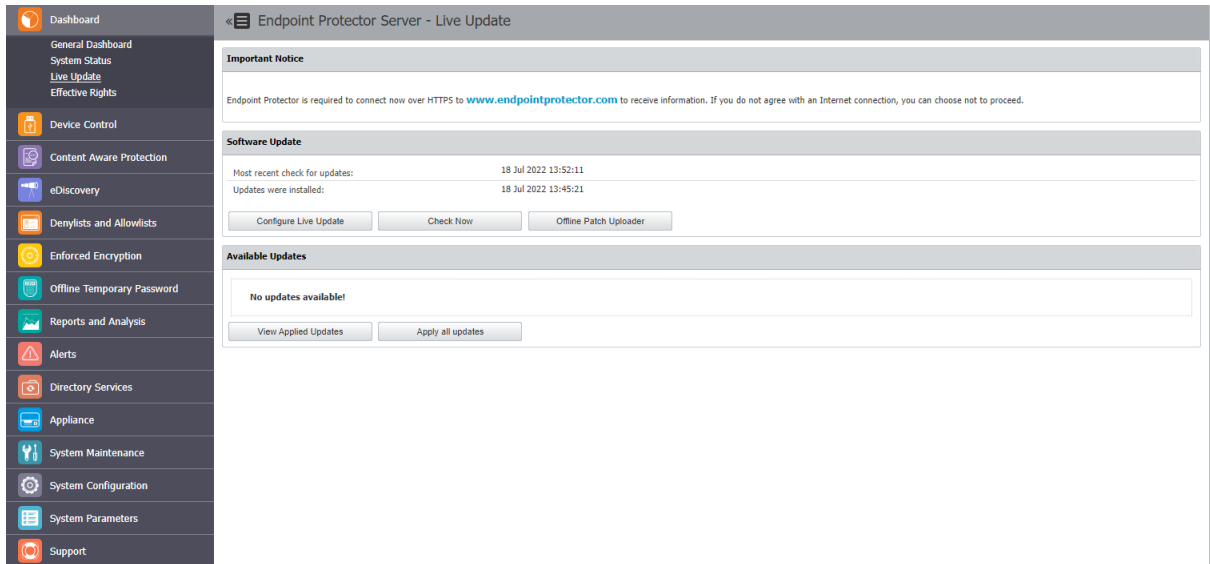 Dashboard
General Dashboard
System Status
Live Update
Effective Rights
Device Control
Content Aware Protection
eDiscovery
Denylists and Allowlists
Enforced Encryption
Offline Temporary Password
Reports and Analysis
Alerts
Directory Services
Appliance
System Maintenance
System Configuration
System Parameters
Support
« Endpoint Protector Server - Live Update
Important Notice
Endpoint Protector is required to connect now over HTTPS to www.endpointprotector.com to receive information. If you do not agree with an Internet connection, you can choose not to proceed.
Software Update
Most recent check for updates: 18 Jul 2022 13:52:11
Updates were installed: 18 Jul 2022 13:45:21
Configure Live Update Check Now Offline Patch Uploader
Available Updates
No updates available!
View Applied Updates Apply all updates